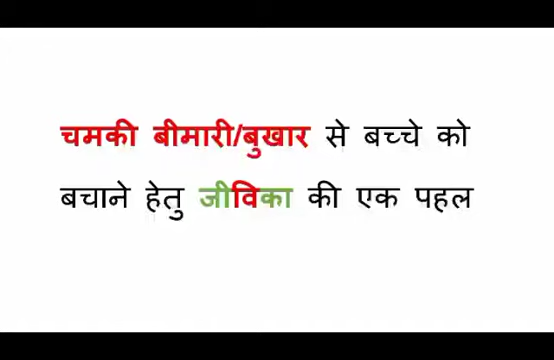 चमकी बीमारी/बुखार से बच्चे को
बचाने हेतु जीविका की एक पहल